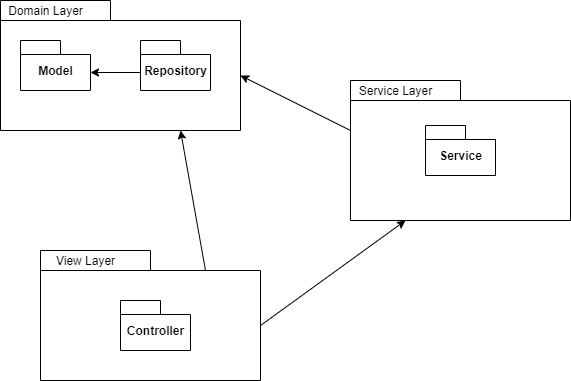 Domain Layer
Model
Repository
Service Layer
Service
View Layer
Controller